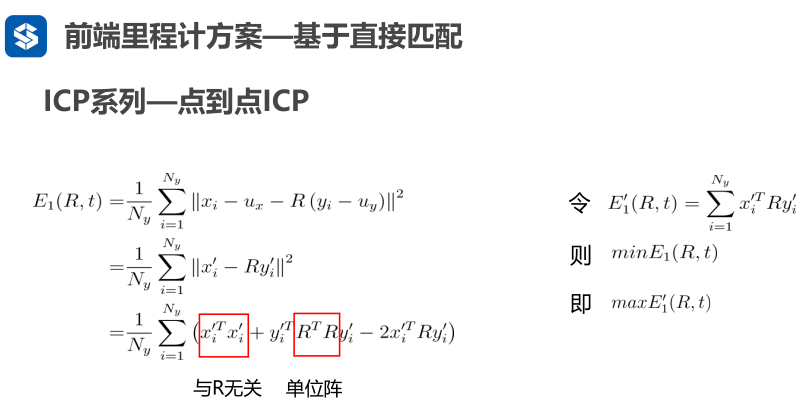 前端里程计方案—基于直接匹配
ICP系列—点到点ICP
$E_1(R,t) = \frac{1}{N_y} \sum_{i=1}^{N_y} \| x_i - u_x - R(y_i - u_y) \|^2$
$= \frac{1}{N_y} \sum_{i=1}^{N_y} \| x_i' - R y_i' \|^2$
$= \frac{1}{N_y} \sum_{i=1}^{N_y} ( x_i'^T x_i' + y_i'^T R^T R y_i' - 2 x_i'^T R y_i' )$
与R无关 单位阵
令 $E_1'(R,t) = \sum_{i=1}^{N_y} x_i'^T R y_i'$
则 $minE_1(R,t)$
即 $maxE_1'(R,t)$